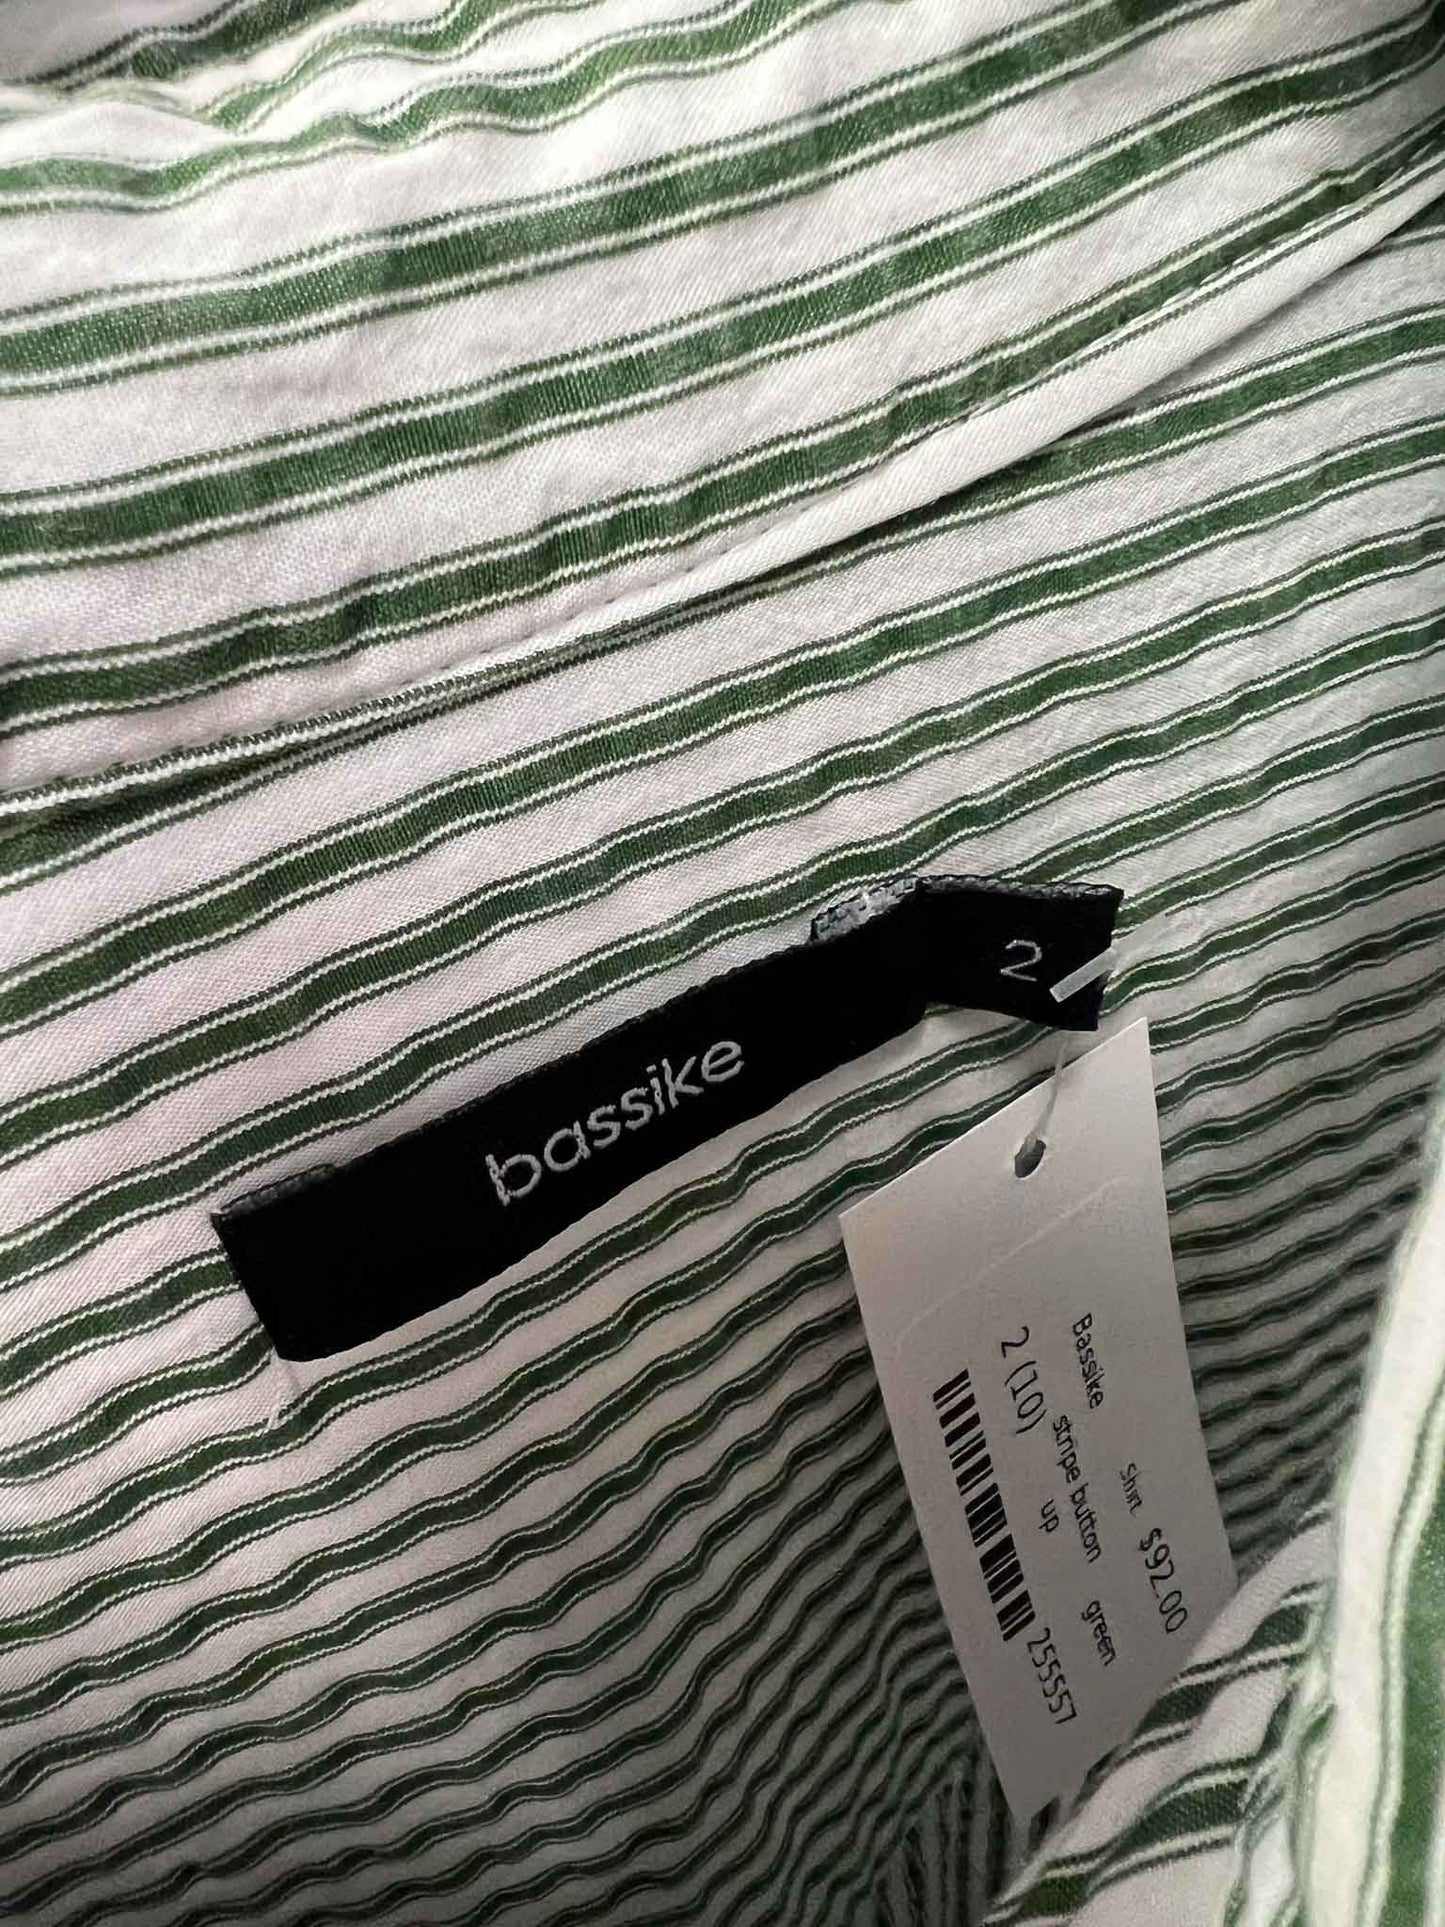 bassike
2
Bassike Shirt $92.00
stripe button green
2 (10) up
255557